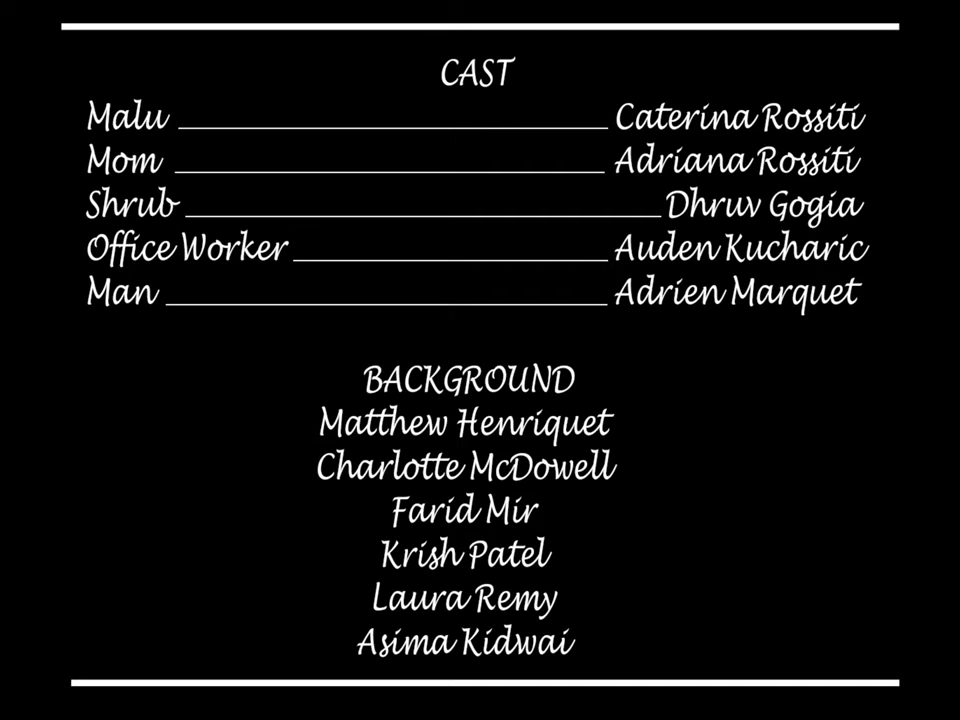 CAST
Malu Caterina Rossiti
Mom Adriana Rossiti
Shrub Dhruv Gogia
Office Worker Auden Kucharic
Man Adrien Marquet
BACKGROUND
Matthew Henriquet
Charlotte McDowell
Farid Mir
Krish Patel
Laura Remy
Asima Kidwai